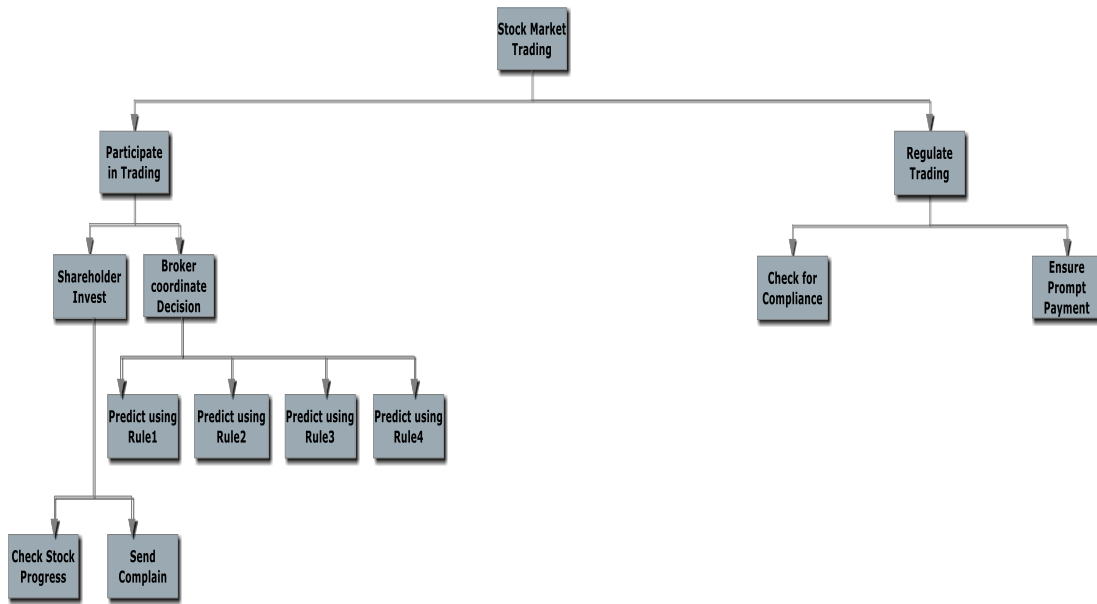 Stock Market
Trading
Participate
in Trading
Regulate
Trading
Shareholder
Invest
Broker
coordinate
Decision
Check for
Compliance
Ensure
Prompt
Payment
Predict using
Rule1
Predict using
Rule2
Predict using
Rule3
Predict using
Rule4
Check Stock
Progress
Send
Complain